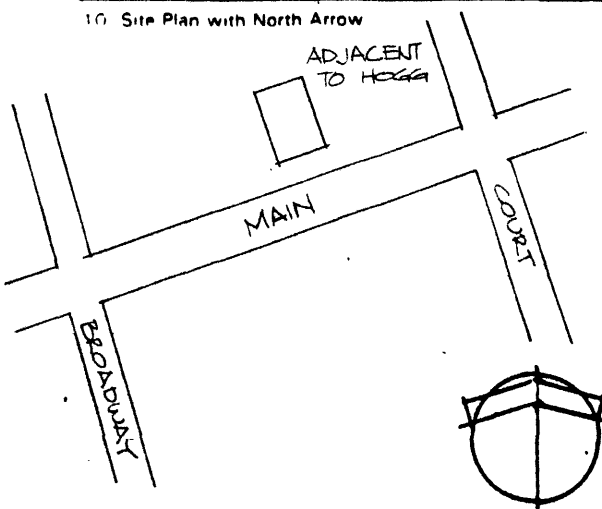 10 Site Plan with North Arrow
ADJACENT
TO HOGG
MAIN
COURT
BROADWAY